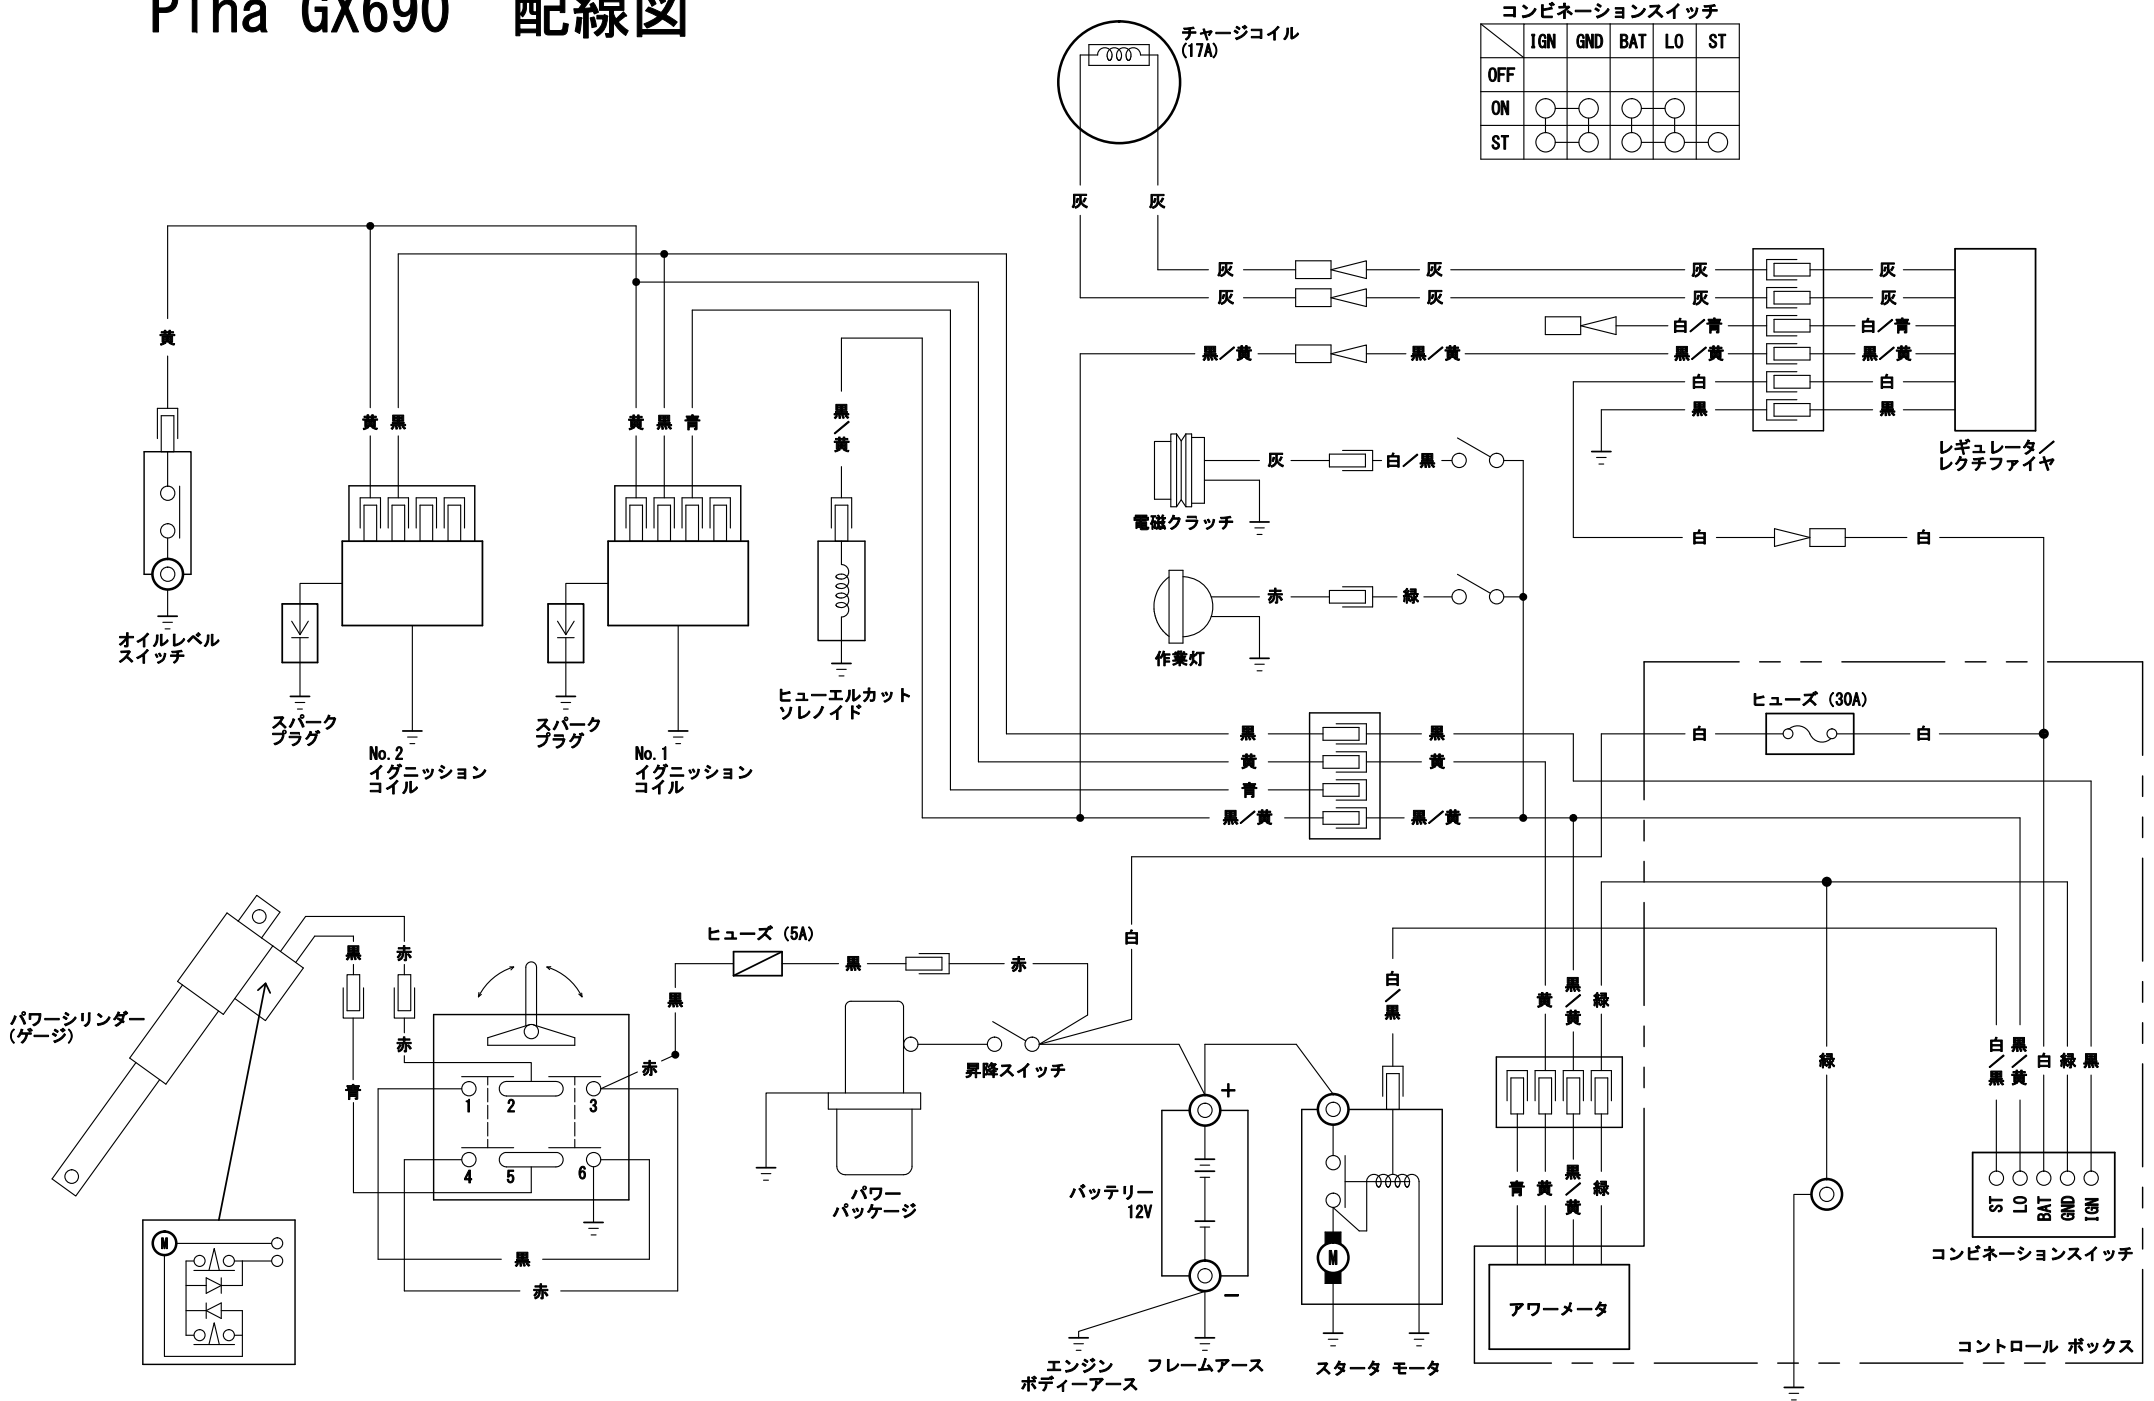 Pina GX690 配線図
コンビネーションスイッチ
IGN GND BAT LO ST
OFF
ON
ST
チャージコイル
(17A)
灰 灰
灰 灰 灰 灰
灰 灰 灰 灰
白／青 白／青
黒／黄 黒／黄 黒／黄 黒／黄
白 白
黒 黒
レギュレータ／
レクチファイヤ
黄
黄 黒
黄 黒 青
黒／黄
灰 白／黒
電磁クラッチ
白 白
赤 緑
作業灯
オイルレベル
スイッチ
スパーク
プラグ
No.2
イグニッション
コイル
スパーク
プラグ
No.1
イグニッション
コイル
ヒューエルカット
ソレノイド
ヒューズ (30A)
白 白
黒 黒
黄 黄
青
黒／黄 黒／黄
パワーシリンダー
(ゲージ)
黒 赤
赤
青
M
1 2 3
4 5 6
黒
赤
赤
黒
ヒューズ (5A)
黒 赤
白
昇降スイッチ
パワー
パッケージ
バッテリー
12V
＋
－
エンジン
ボディーアース
フレームアース
白／黒
M
スタータ モータ
黄 黒／黄 緑
青 黄 黒／黄 緑
アワーメータ
緑
白／黒 黒／黄 白 緑 黒
ST LO BAT GND IGN
コンビネーションスイッチ
コントロール ボックス